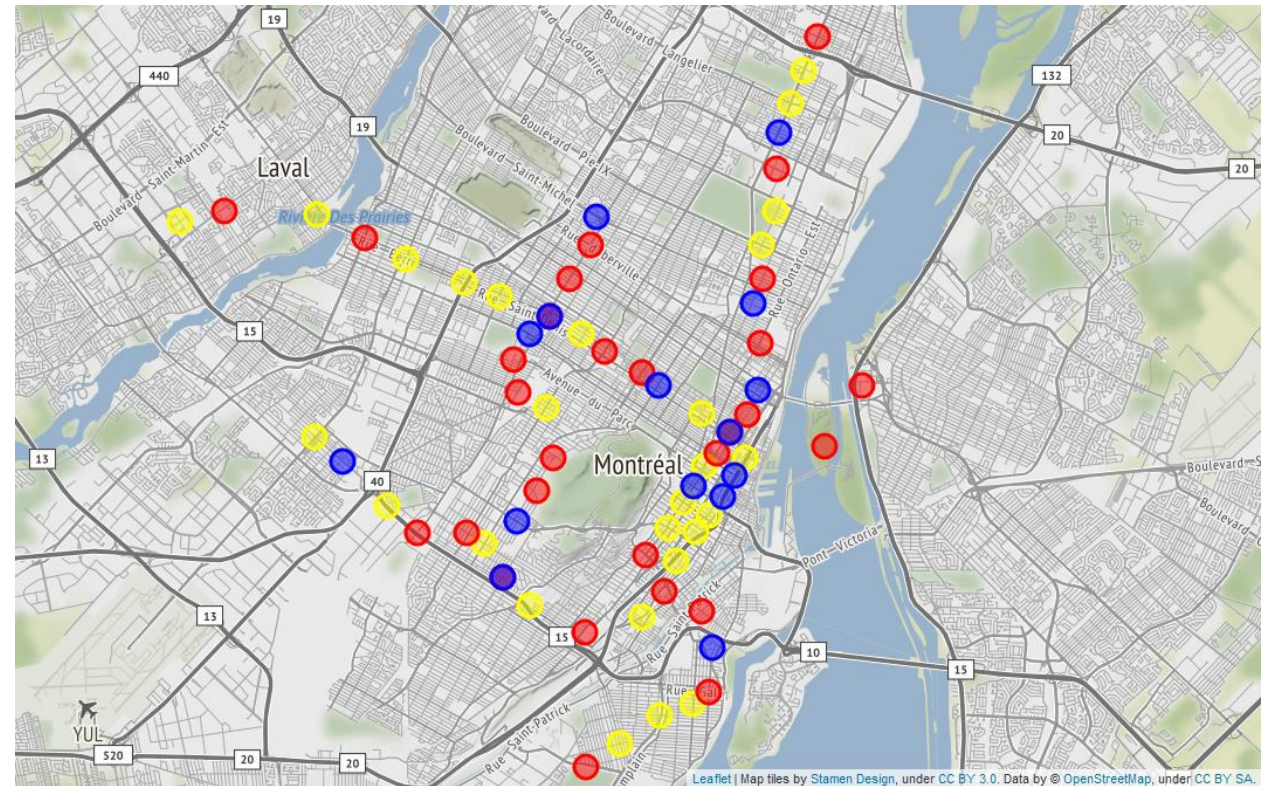 19
Boulevard-Langelier
Lacordaire
440
132
Boulevard-Saint-Martin-Est
19
20
20
Laval
Boulevard-Pie-IX
Boulevard-Saint-Michel
Rivière Des Prairies
Rue-Berri
Rue-Ontario-Est
15
Avenue-du-Parc
13
Montréal
40
Pont-Victoria
13
15
Rue-Saint-Patrick
10
15
Rue-Saint-Patrick
YUL
520
20
20
Leaflet | Map tiles by Stamen Design, under CC BY 3.0. Data by © OpenStreetMap, under CC BY SA.